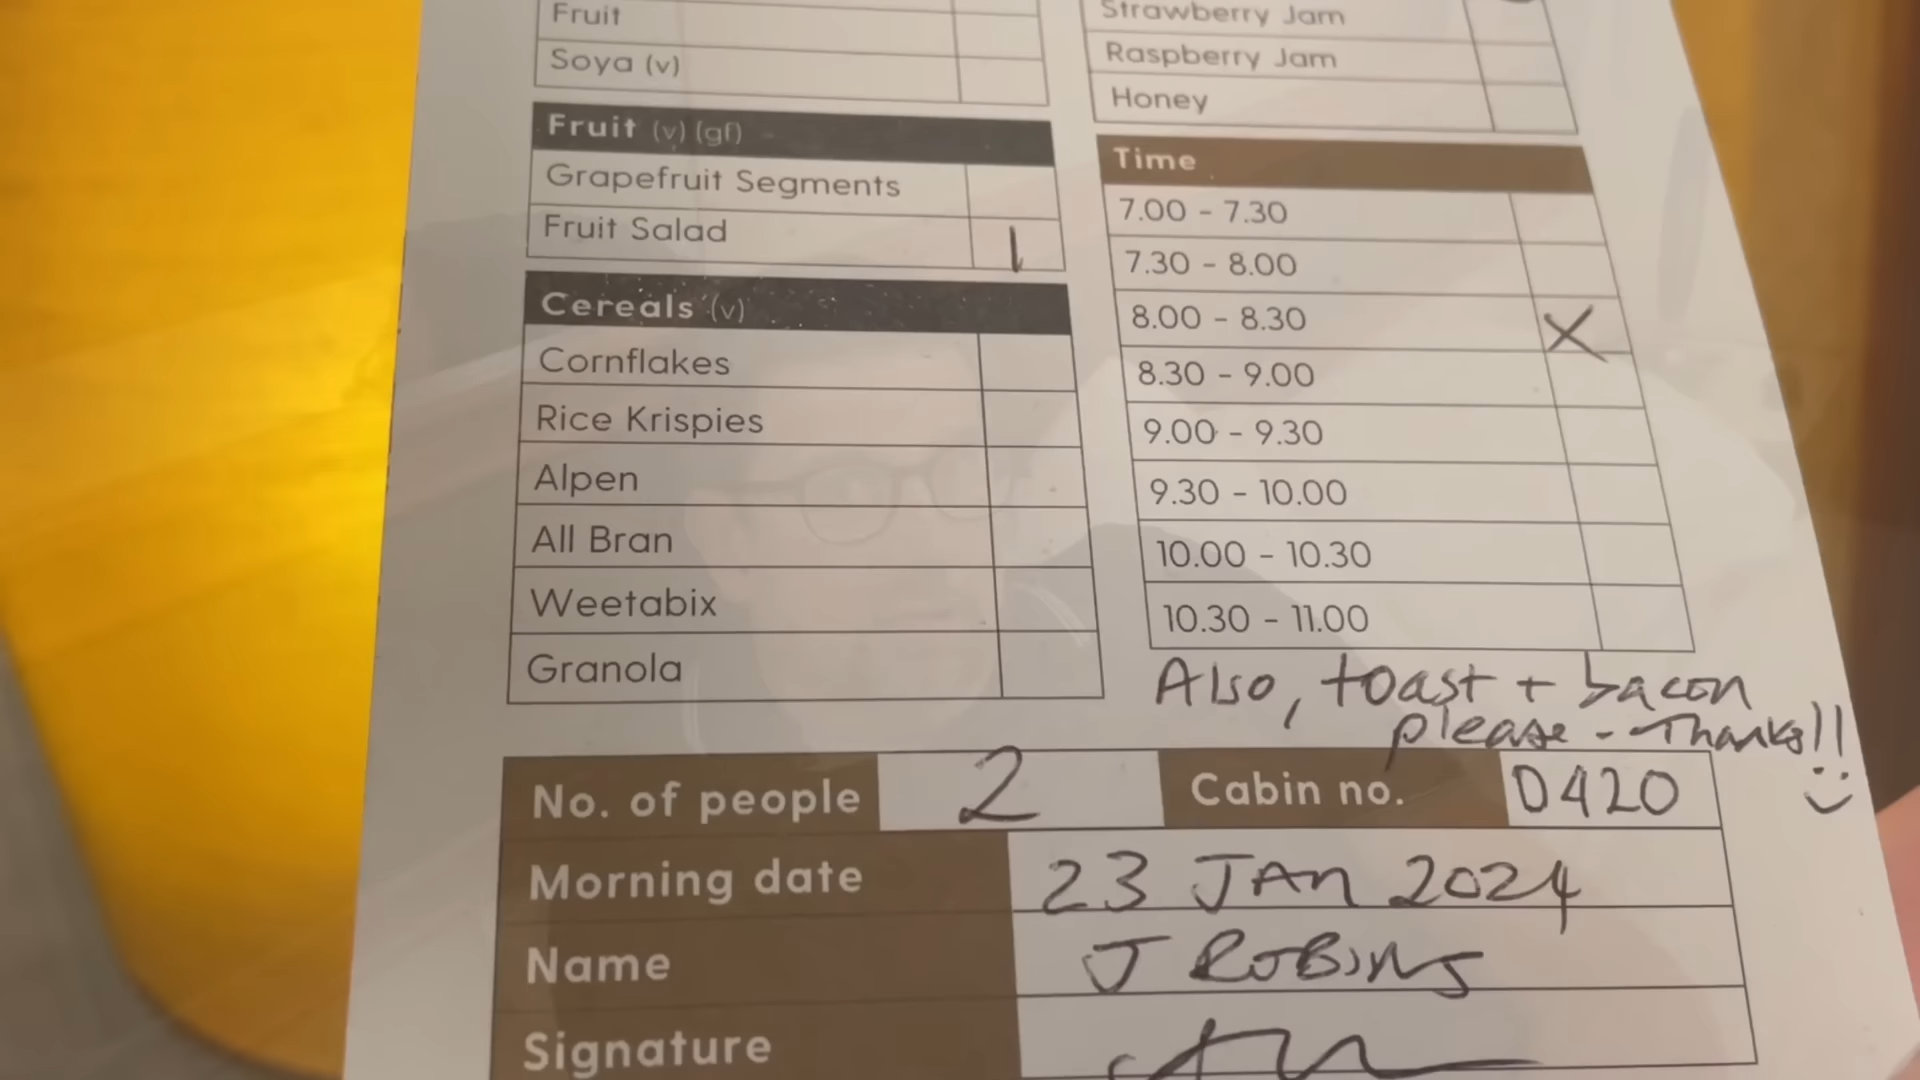 Fruit
Soya (v)
Fruit (v) (gf)
Grapefruit Segments
Fruit Salad 1
Cereals (v)
Cornflakes
Rice Krispies
Alpen
All Bran
Weetabix
Granola
Strawberry Jam
Raspberry Jam
Honey
Time
7.00 - 7.30
7.30 - 8.00
8.00 - 8.30 X
8.30 - 9.00
9.00 - 9.30
9.30 - 10.00
10.00 - 10.30
10.30 - 11.00
Also, toast + bacon
please - Thanks!!
No. of people 2 Cabin no. 0420
Morning date 23 JAN 2024
Name J ROBINS
Signature